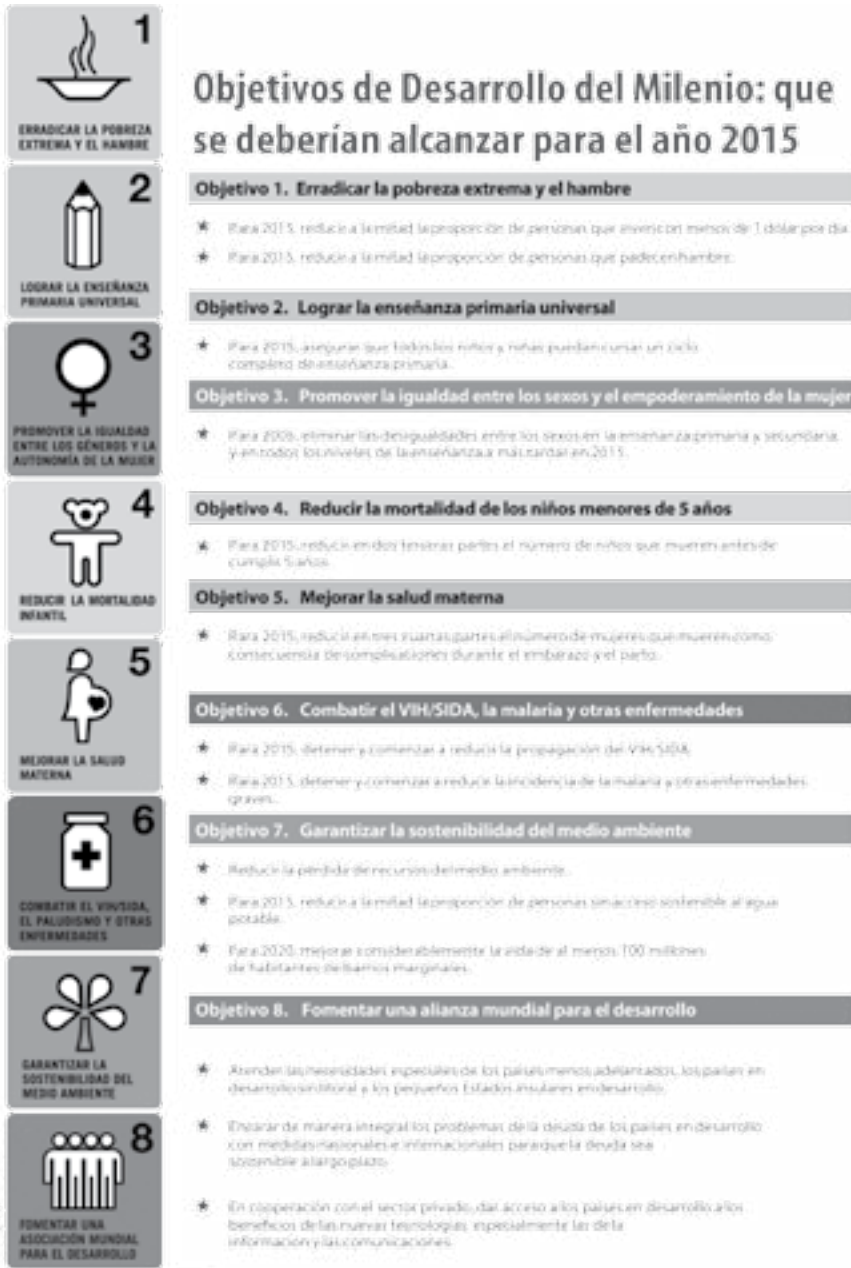 1
ERRADICAR LA POBREZA
EXTREMA Y EL HAMBRE
2
LOGRAR LA ENSEÑANZA
PRIMARIA UNIVERSAL
3
PROMOVER LA IGUALDAD
ENTRE LOS GÉNEROS Y LA
AUTONOMÍA DE LA MUJER
4
REDUCIR LA MORTALIDAD
INFANTIL
5
MEJORAR LA SALUD
MATERNA
6
COMBATIR EL VIH/SIDA,
EL PALUDISMO Y OTRAS
ENFERMEDADES
7
GARANTIZAR LA
SOSTENIBILIDAD DEL
MEDIO AMBIENTE
8
FOMENTAR UNA
ASOCIACIÓN MUNDIAL
PARA EL DESARROLLO
Objetivos de Desarrollo del Milenio: que
se deberían alcanzar para el año 2015
Objetivo 1. Erradicar la pobreza extrema y el hambre
Para 2015, reducir a la mitad la proporción de personas que con menos de 1 dólar por día
Para 2015, reducir a la mitad la proporción de personas que padecen hambre.
Objetivo 2. Lograr la enseñanza primaria universal
Para 2015, asegurar que todos los niños y niñas puedan cursar un ciclo
completo de enseñanza primaria.
Objetivo 3. Promover la igualdad entre los sexos y el empoderamiento de la mujer
Para 2005, eliminar las desigualdades entre los sexos en la enseñanza primaria y secundaria,
y en todos los niveles de la enseñanza a más tardar en 2015.
Objetivo 4. Reducir la mortalidad de los niños menores de 5 años
Para 2015, reducir en dos terceras partes el número de niños que mueren antes de
cumplir 5 años.
Objetivo 5. Mejorar la salud materna
Para 2015, reducir en tres cuartas partes el número de mujeres que mueren como
consecuencia de complicaciones durante el embarazo y el parto.
Objetivo 6. Combatir el VIH/SIDA, la malaria y otras enfermedades
Para 2015, detener y comenzar a reducir la propagación del VIH/SIDA.
Para 2015, detener y comenzar a reducir la incidencia de la malaria y otras enfermedades
graves.
Objetivo 7. Garantizar la sostenibilidad del medio ambiente
Reducir la pérdida de recursos del medio ambiente.
Para 2015, reducir a la mitad la proporción de personas sin acceso sostenible al agua
potable.
Para 2020, mejorar considerablemente la vida de al menos 100 millones
de habitantes de barrios marginales.
Objetivo 8. Fomentar una alianza mundial para el desarrollo
Atender las necesidades especiales de los países menos adelantados, los países en
desarrollo sin litoral y los pequeños Estados insulares en desarrollo.
Encarar de manera integral los problemas de la deuda de los países en desarrollo
con medidas nacionales e internacionales para que la deuda sea
sostenible a largo plazo.
En cooperación con el sector privado, dar acceso a los países en desarrollo a los
beneficios de las nuevas tecnologías, especialmente las de la
información y las comunicaciones.